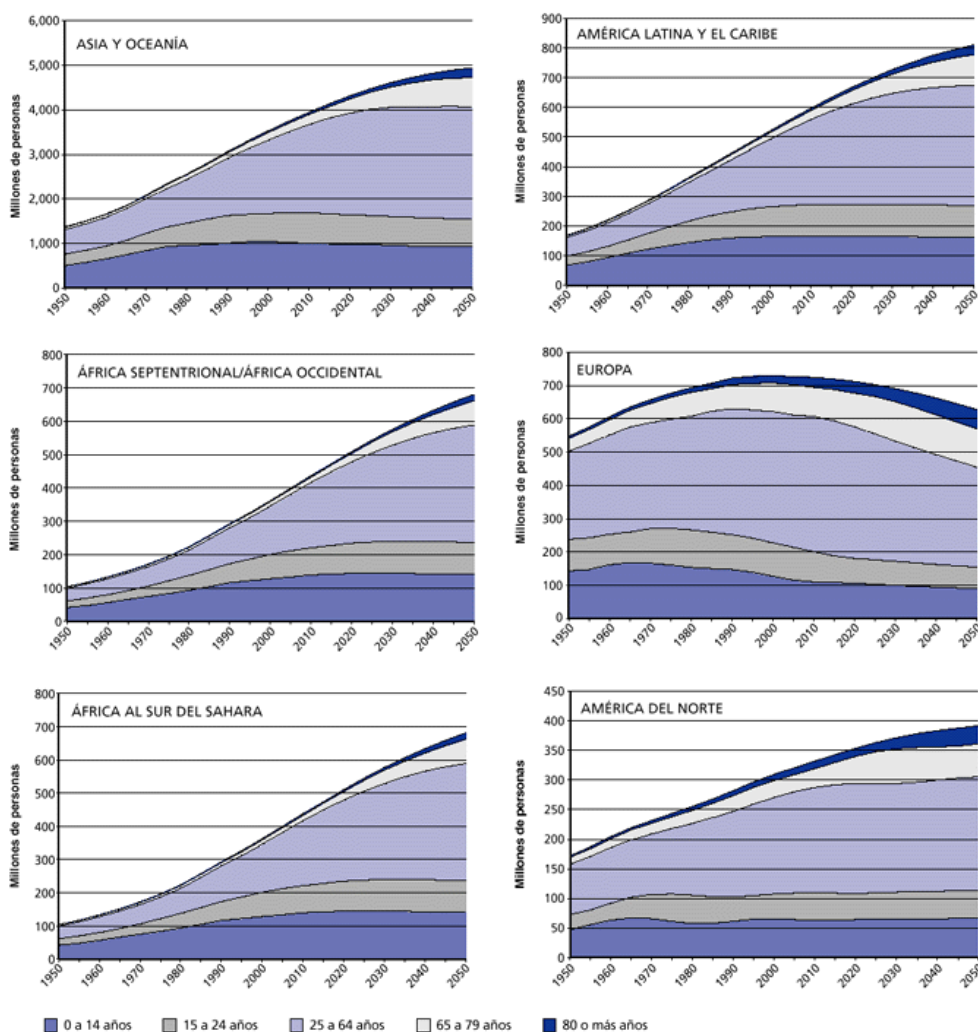 ASIA Y OCEANÍA
Millones de personas
6,000
5,000
4,000
3,000
2,000
1,000
0
1950 1960 1970 1980 1990 2000 2010 2020 2030 2040 2050
AMÉRICA LATINA Y EL CARIBE
Millones de personas
900
800
700
600
500
400
300
200
100
0
1950 1960 1970 1980 1990 2000 2010 2020 2030 2040 2050
ÁFRICA SEPTENTRIONAL/ÁFRICA OCCIDENTAL
Millones de personas
800
700
600
500
400
300
200
100
0
1950 1960 1970 1980 1990 2000 2010 2020 2030 2040 2050
EUROPA
Millones de personas
800
700
600
500
400
300
200
100
0
1950 1960 1970 1980 1990 2000 2010 2020 2030 2040 2050
ÁFRICA AL SUR DEL SAHARA
Millones de personas
800
700
600
500
400
300
200
100
0
1950 1960 1970 1980 1990 2000 2010 2020 2030 2040 2050
AMÉRICA DEL NORTE
Millones de personas
450
400
350
300
250
200
150
100
50
0
1950 1960 1970 1980 1990 2000 2010 2020 2030 2040 2050
0 a 14 años 15 a 24 años 25 a 64 años 65 a 79 años 80 o más años